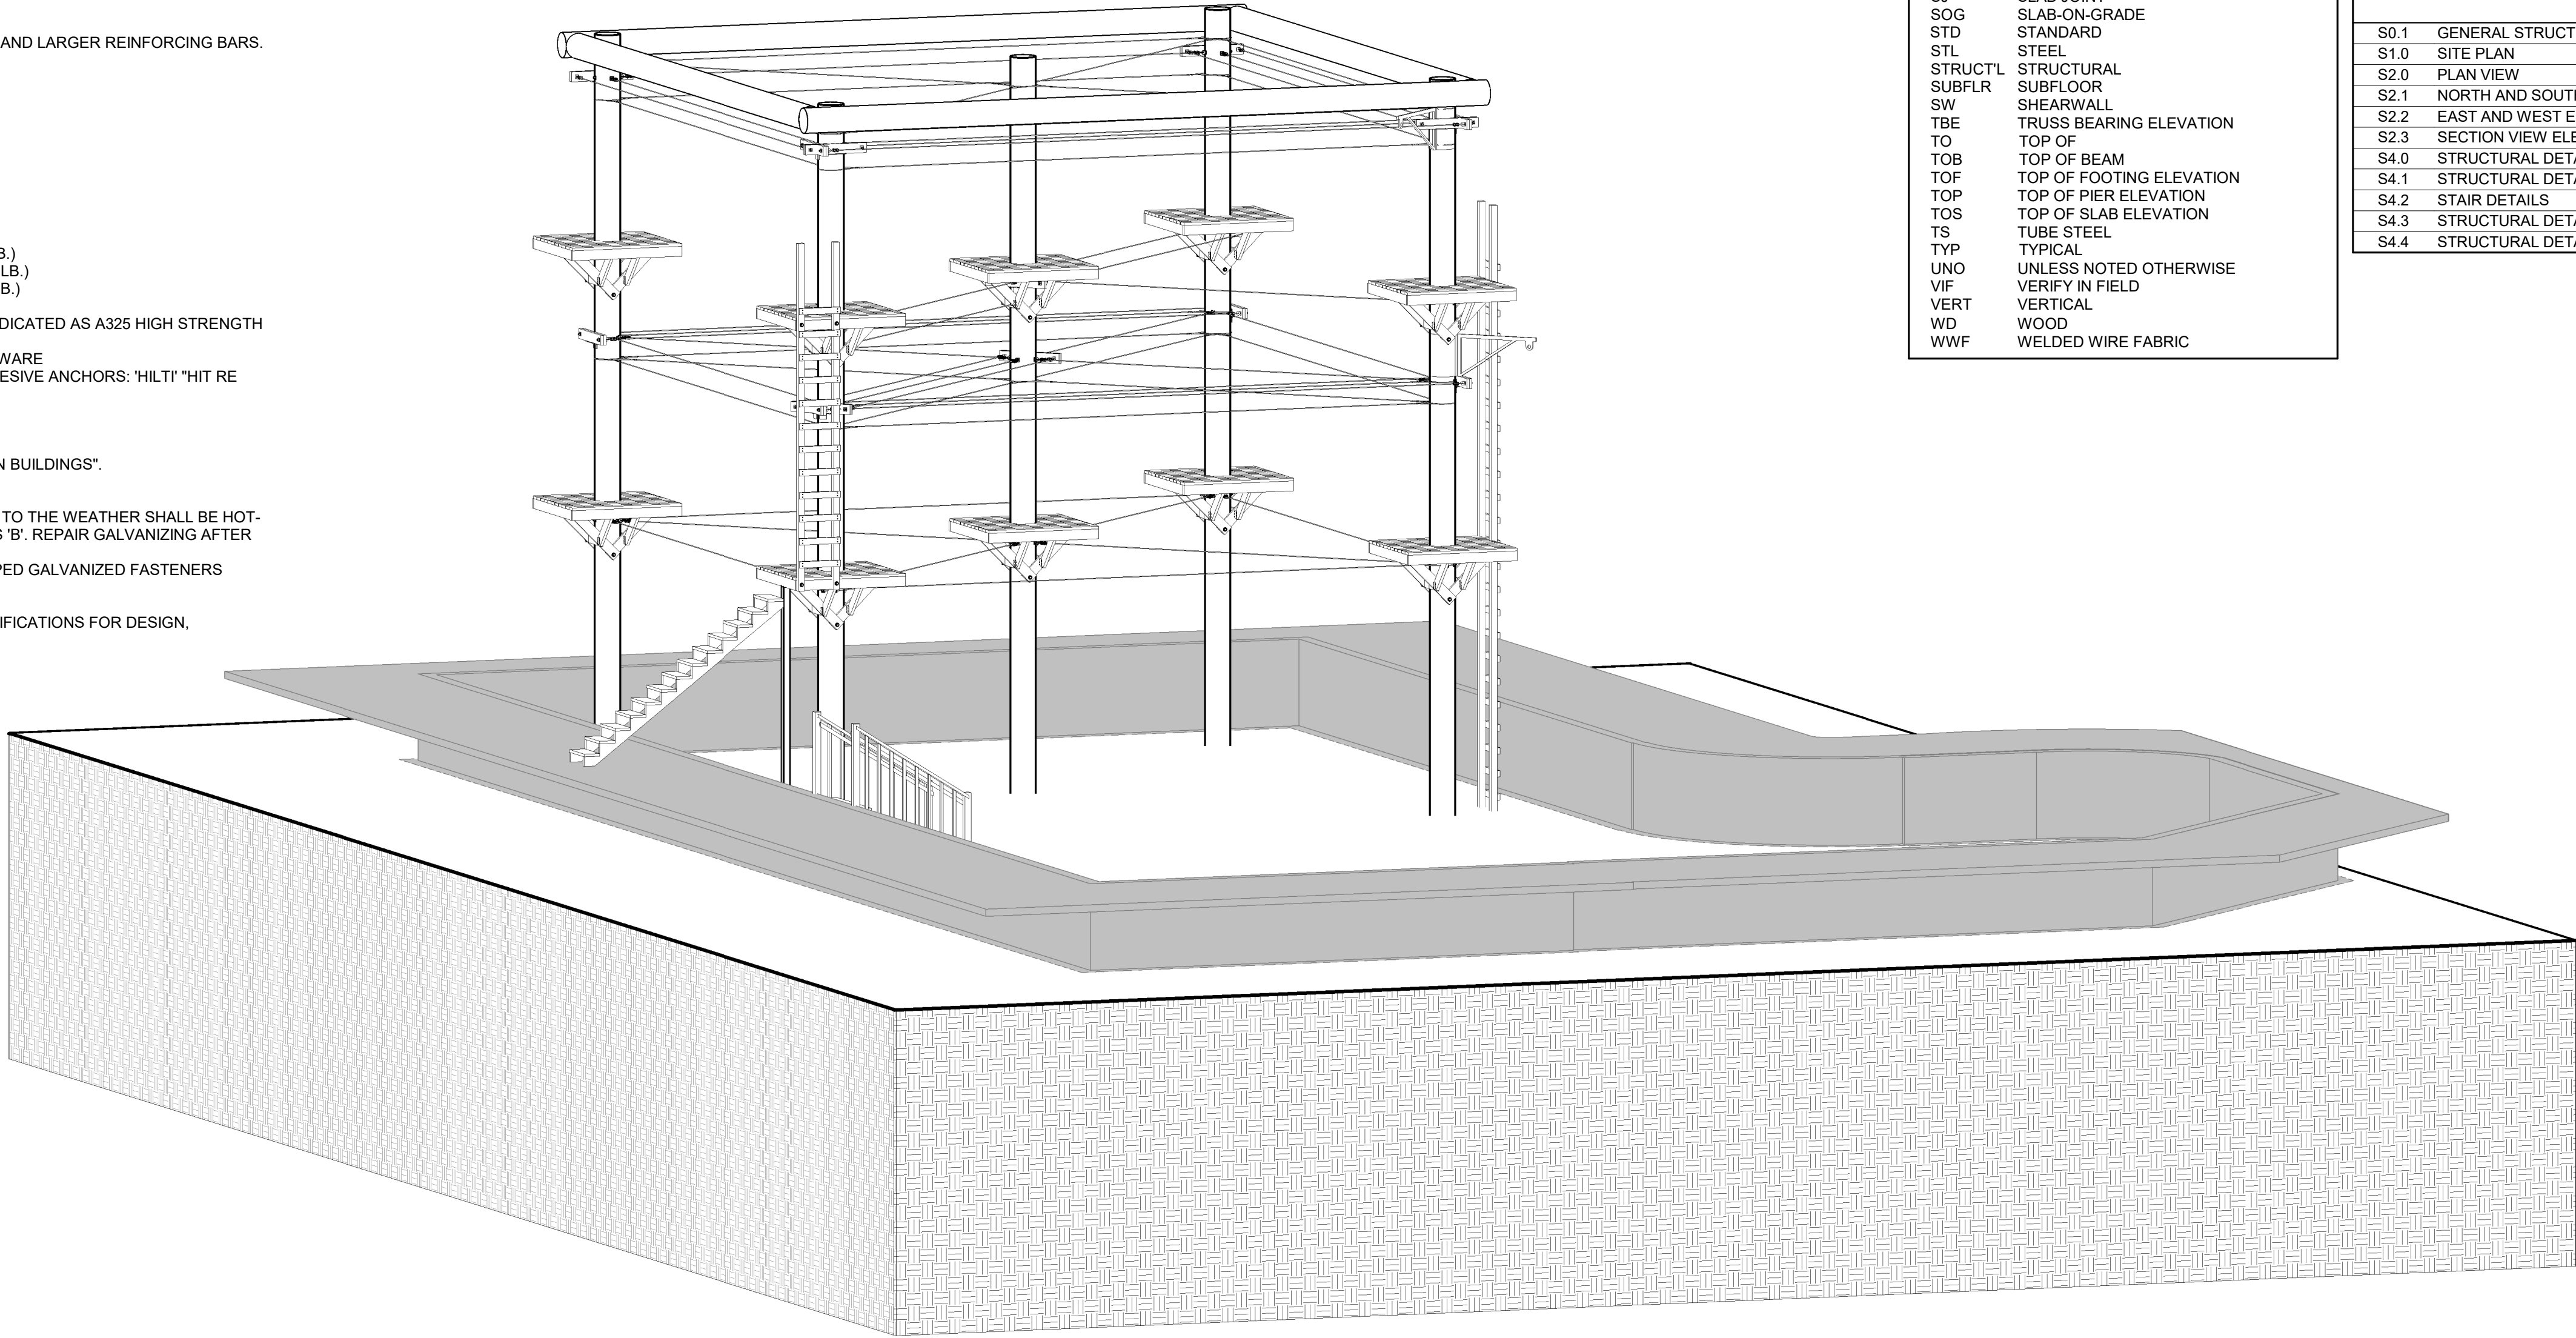 AND LARGER REINFORCING BARS.
B.)
LB.)
B.)
DICATED AS A325 HIGH STRENGTH
WARE
ESIVE ANCHORS: 'HILTI' "HIT RE
N BUILDINGS".
TO THE WEATHER SHALL BE HOT-
S 'B'. REPAIR GALVANIZING AFTER
PED GALVANIZED FASTENERS
IFICATIONS FOR DESIGN,
SJ SLAB JOINT
SOG SLAB-ON-GRADE
STD STANDARD
STL STEEL
STRUCT'L STRUCTURAL
SUBFLR SUBFLOOR
SW SHEARWALL
TBE TRUSS BEARING ELEVATION
TO TOP OF
TOB TOP OF BEAM
TOF TOP OF FOOTING ELEVATION
TOP TOP OF PIER ELEVATION
TOS TOP OF SLAB ELEVATION
TS TUBE STEEL
TYP TYPICAL
UNO UNLESS NOTED OTHERWISE
VIF VERIFY IN FIELD
VERT VERTICAL
WD WOOD
WWF WELDED WIRE FABRIC
S0.1 GENERAL STRUCT
S1.0 SITE PLAN
S2.0 PLAN VIEW
S2.1 NORTH AND SOUTH
S2.2 EAST AND WEST E
S2.3 SECTION VIEW ELE
S4.0 STRUCTURAL DETA
S4.1 STRUCTURAL DETA
S4.2 STAIR DETAILS
S4.3 STRUCTURAL DETA
S4.4 STRUCTURAL DETA